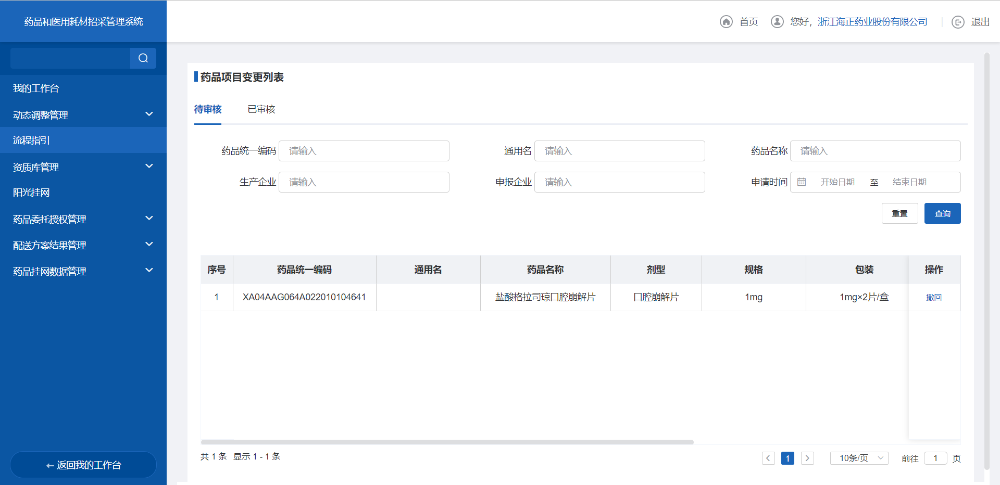 药品和医用耗材招采管理系统
首页 您好，浙江海正药业股份有限公司 退出
我的工作台
动态调整管理
流程指引
资质库管理
阳光挂网
药品委托授权管理
配送方案结果管理
药品挂网数据管理
返回我的工作台
药品项目变更列表
待审核 已审核
药品统一编码 请输入 通用名 请输入 药品名称 请输入
生产企业 请输入 申报企业 请输入 申请时间 开始日期 至 结束日期
重置 查询
序号 药品统一编码 通用名 药品名称 剂型 规格 包装 操作
1 XA04AAG064A022010104641 盐酸格拉司琼口腔崩解片 口腔崩解片 1mg 1mg×2片/盒 撤回
共 1 条 显示 1 - 1 条 1 10条/页 前往 1 页